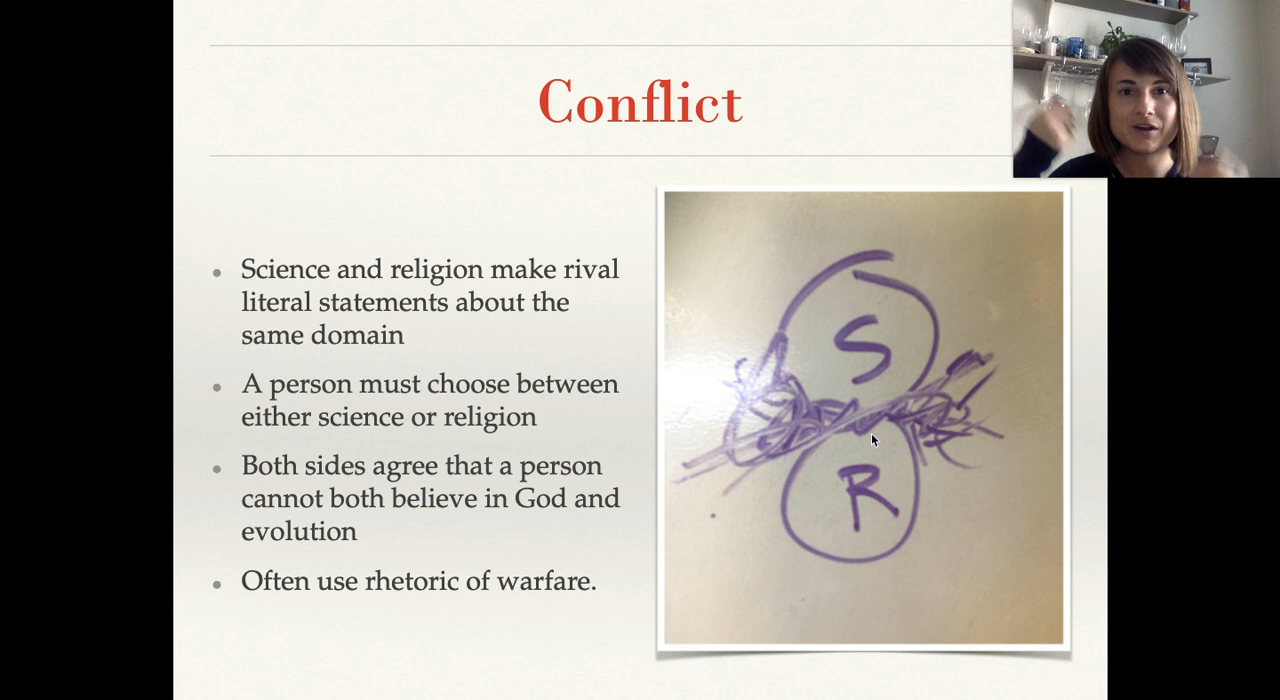 Conflict
Science and religion make rival
literal statements about the
same domain
A person must choose between
either science or religion
Both sides agree that a person
cannot both believe in God and
evolution
Often use rhetoric of warfare.
S
R